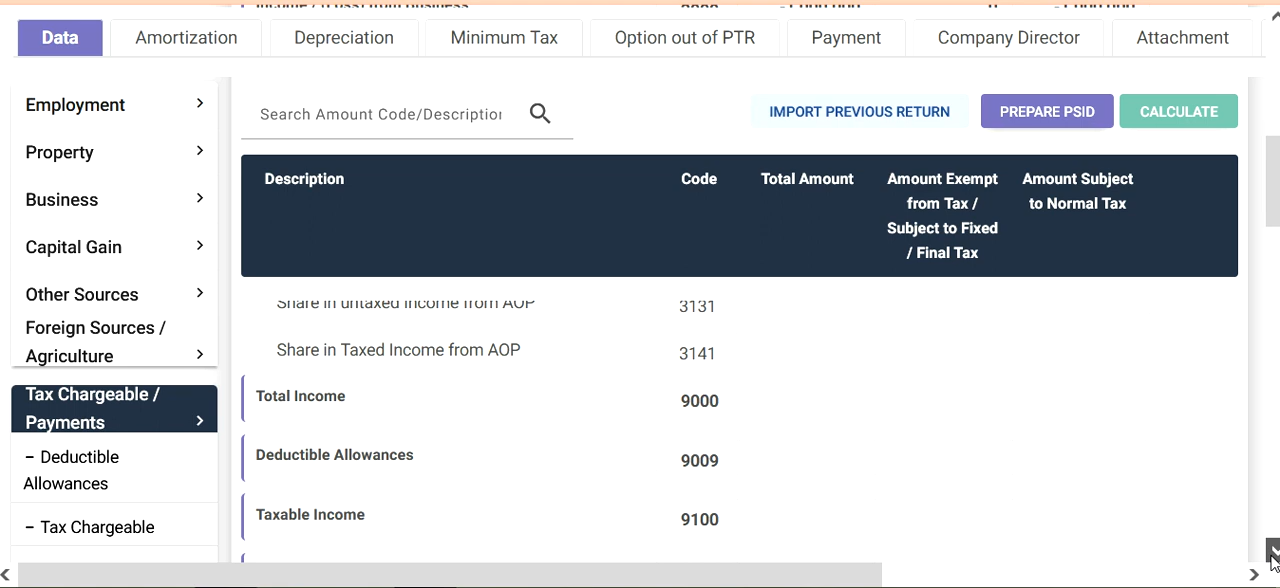 Data Amortization Depreciation Minimum Tax Option out of PTR Payment Company Director Attachment
Employment
Property
Business
Capital Gain
Other Sources
Foreign Sources /
Agriculture
Tax Chargeable /
Payments
– Deductible
Allowances
– Tax Chargeable
Search Amount Code/Description
IMPORT PREVIOUS RETURN PREPARE PSID CALCULATE
Description Code Total Amount Amount Exempt Amount Subject
from Tax / to Normal Tax
Subject to Fixed
/ Final Tax
Share in untaxed Income from AOP 3131
Share in Taxed Income from AOP 3141
Total Income 9000
Deductible Allowances 9009
Taxable Income 9100